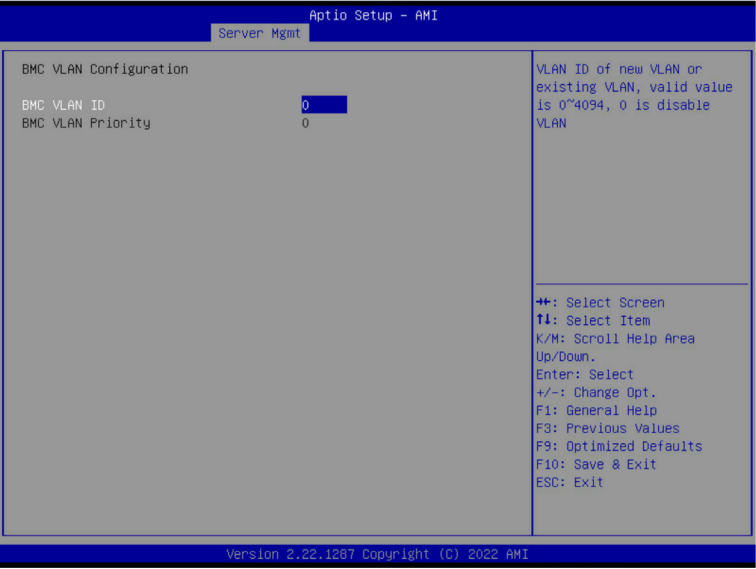 Aptio Setup - AMI
Server Mgmt
BMC VLAN Configuration
BMC VLAN ID 0
BMC VLAN Priority 0
VLAN ID of new VLAN or
existing VLAN, valid value
is 0~4094, 0 is disable
VLAN
→←: Select Screen
↑↓: Select Item
K/M: Scroll Help Area
Up/Down.
Enter: Select
+/-: Change Opt.
F1: General Help
F3: Previous Values
F9: Optimized Defaults
F10: Save & Exit
ESC: Exit
Version 2.22.1287 Copyright (C) 2022 AMI